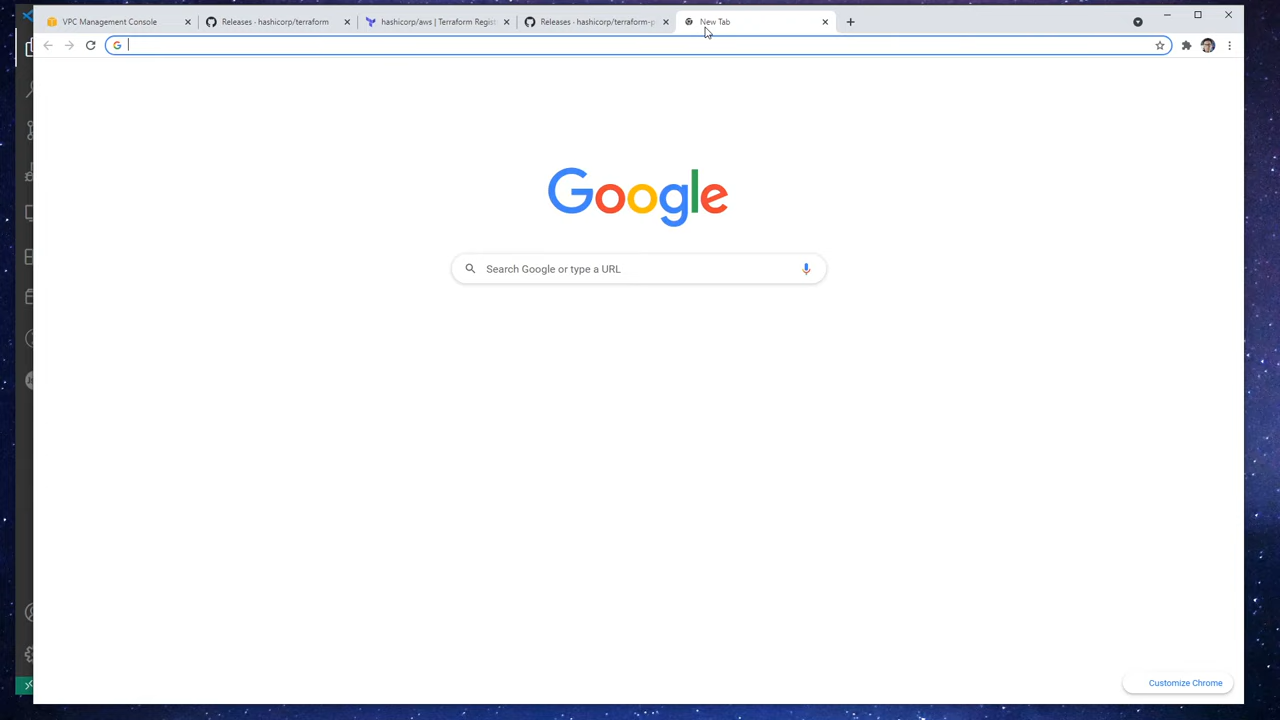 VPC Management Console
Releases · hashicorp/terraform
hashicorp/aws | Terraform Regist
Releases · hashicorp/terraform-p
New Tab
Google
Search Google or type a URL
Customize Chrome